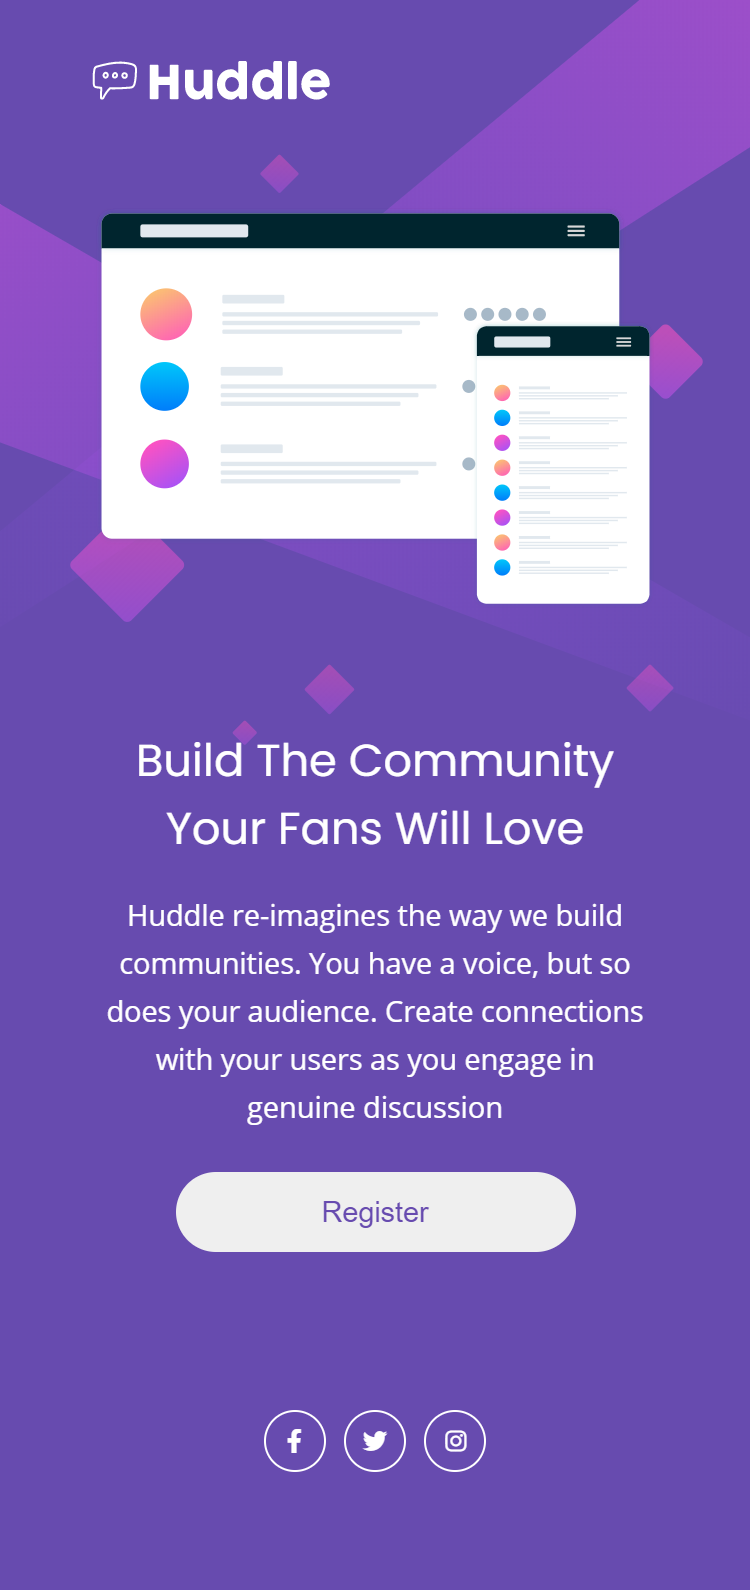 Huddle
Build The Community
Your Fans Will Love
Huddle re-imagines the way we build
communities. You have a voice, but so
does your audience. Create connections
with your users as you engage in
genuine discussion
Register